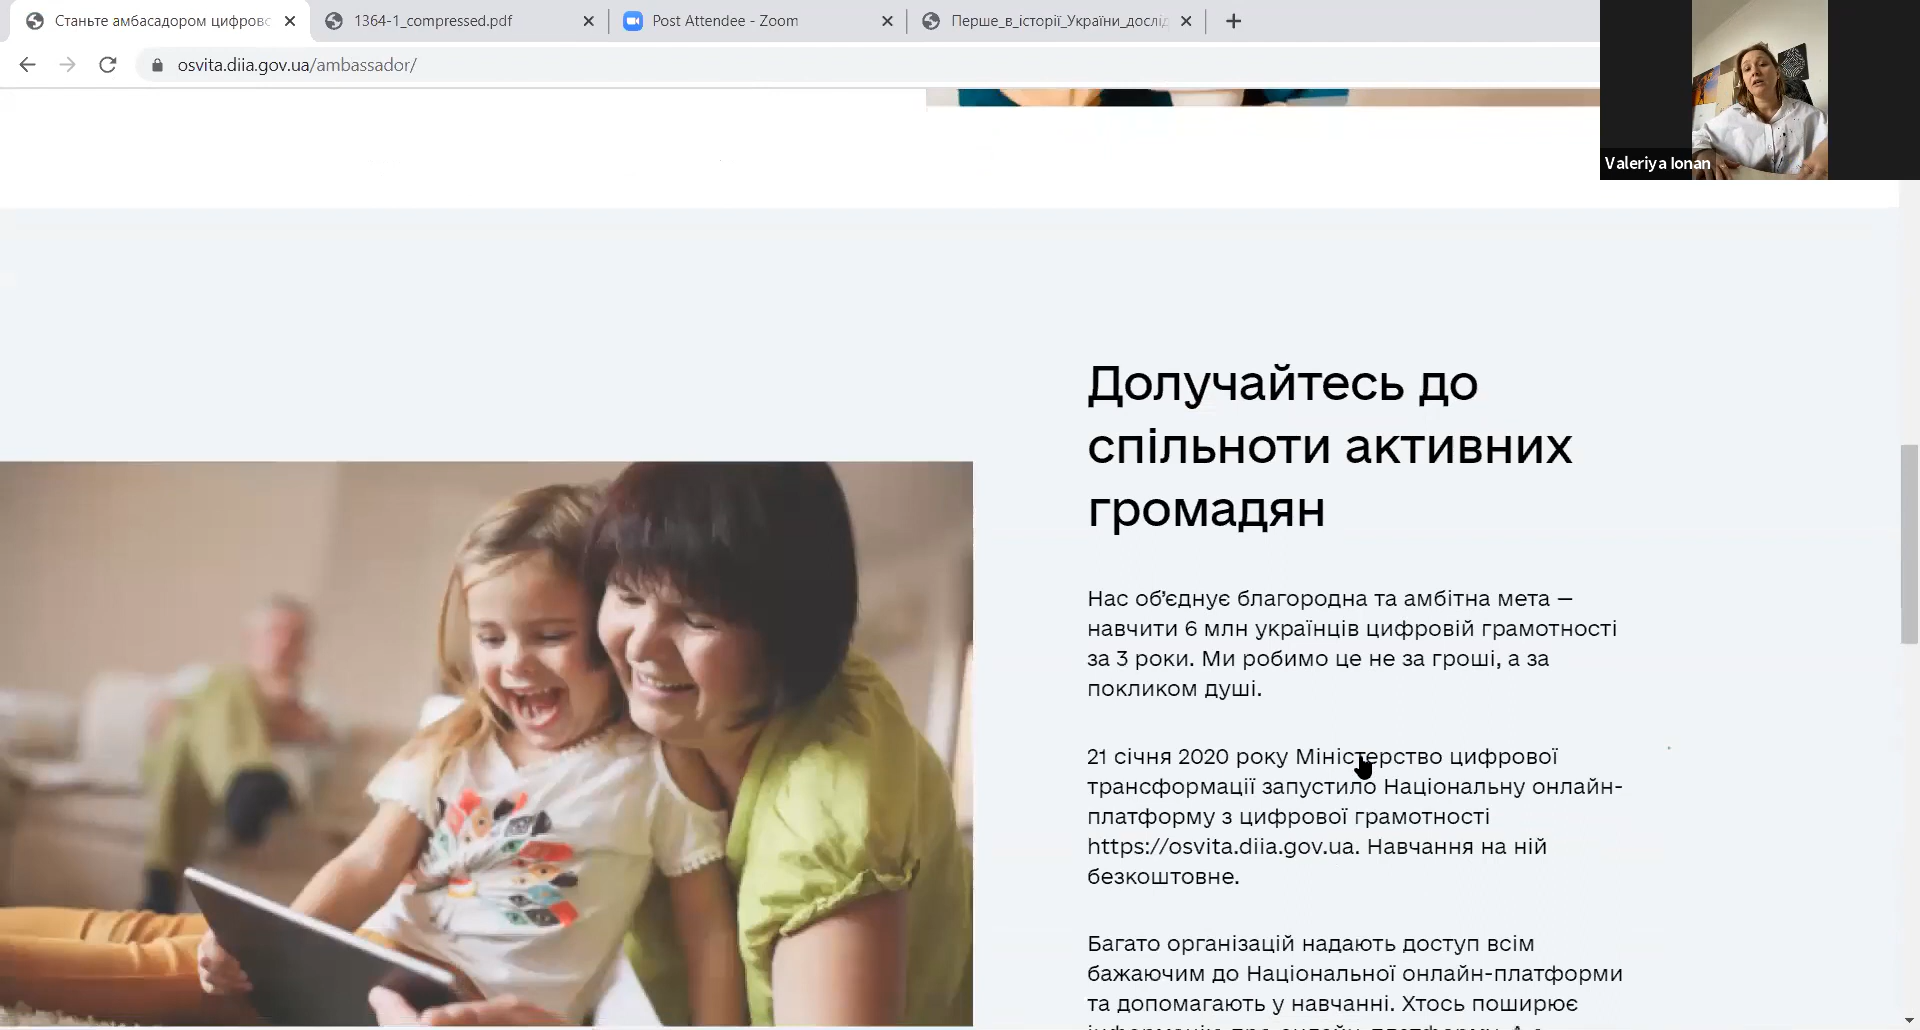 Станьте амбасадором цифрово
1364-1_compressed.pdf
Post Attendee - Zoom
Перше_в_історії_України_дослід
osvita.diia.gov.ua/ambassador/
Valeriya Ionan
Долучайтесь до
спільноти активних
громадян
Нас об’єднує благородна та амбітна мета —
навчити 6 млн українців цифровій грамотності
за 3 роки. Ми робимо це не за гроші, а за
покликом душі.
21 січня 2020 року Міністерство цифрової
трансформації запустило Національну онлайн-
платформу з цифрової грамотності
https://osvita.diia.gov.ua. Навчання на ній
безкоштовне.
Багато організацій надають доступ всім
бажаючим до Національної онлайн-платформи
та допомагають у навчанні. Хтось поширює